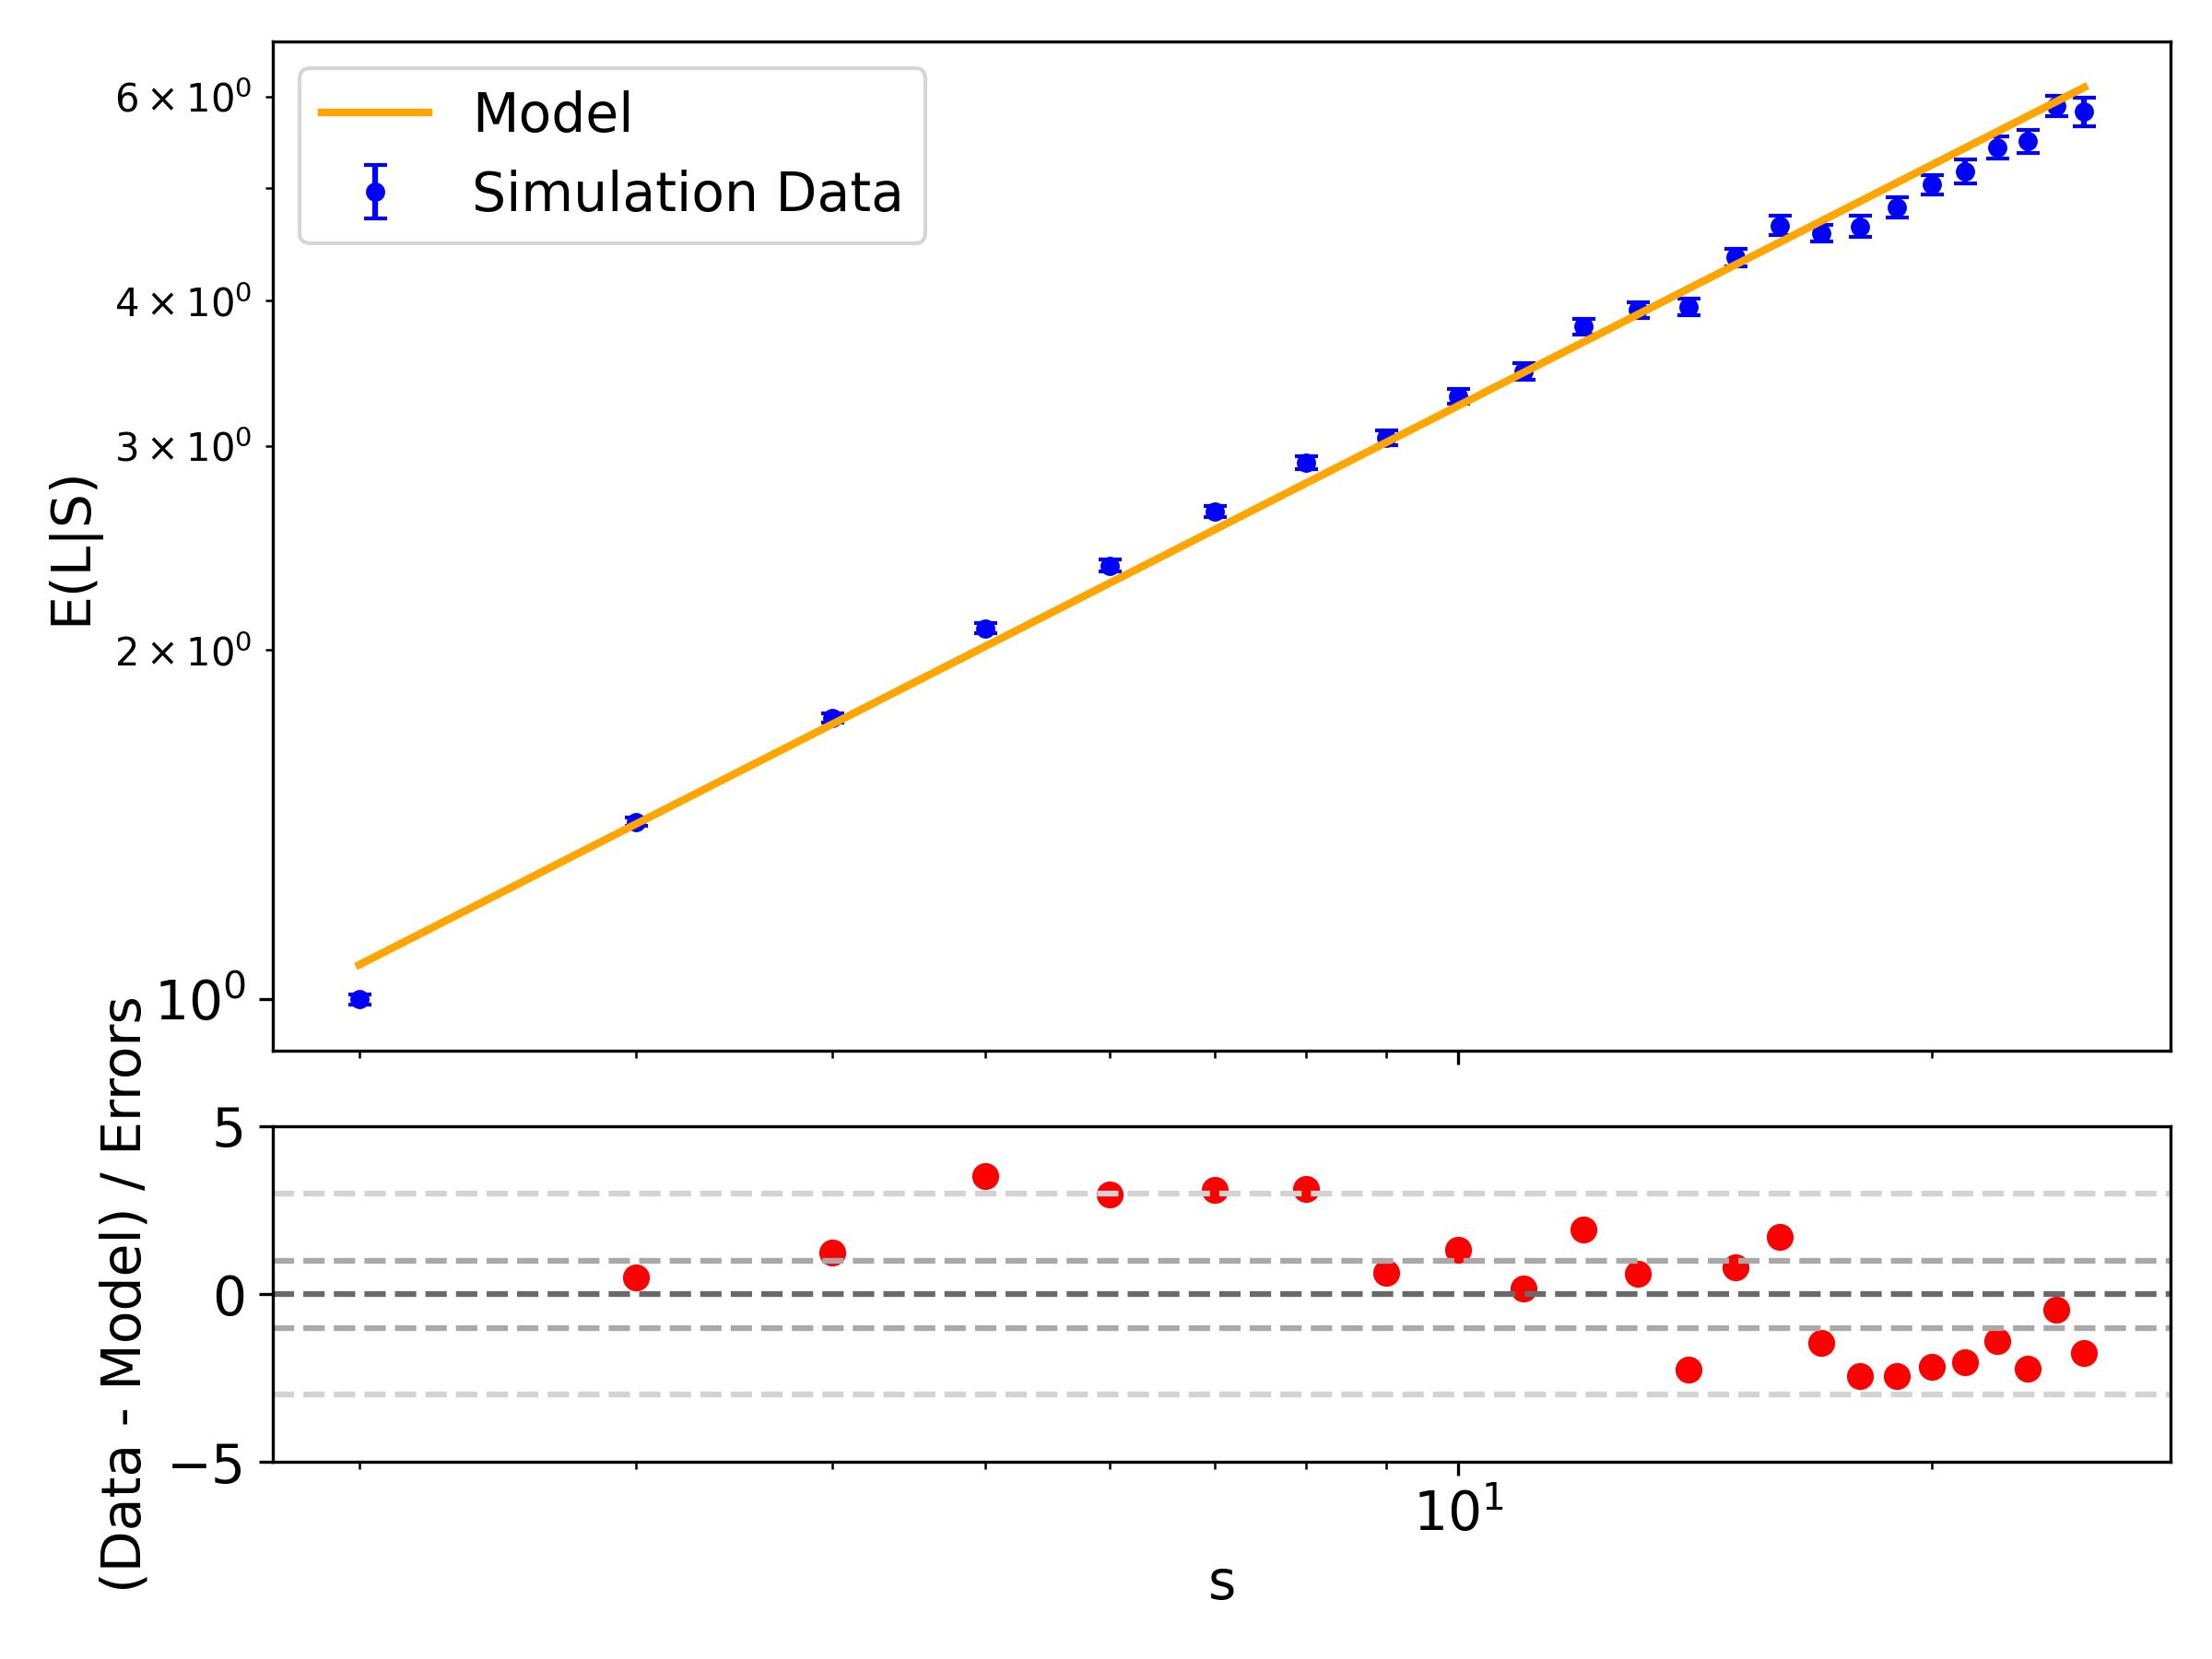 Model
Simulation Data
6 × 10⁰
4 × 10⁰
3 × 10⁰
2 × 10⁰
10⁰
E(L|S)
5
0
−5
(Data - Model) / Errors
10¹
s